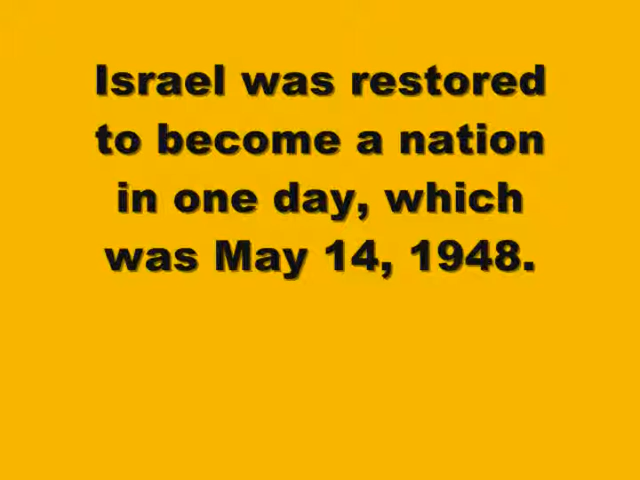 Israel was restored
to become a nation
in one day, which
was May 14, 1948.